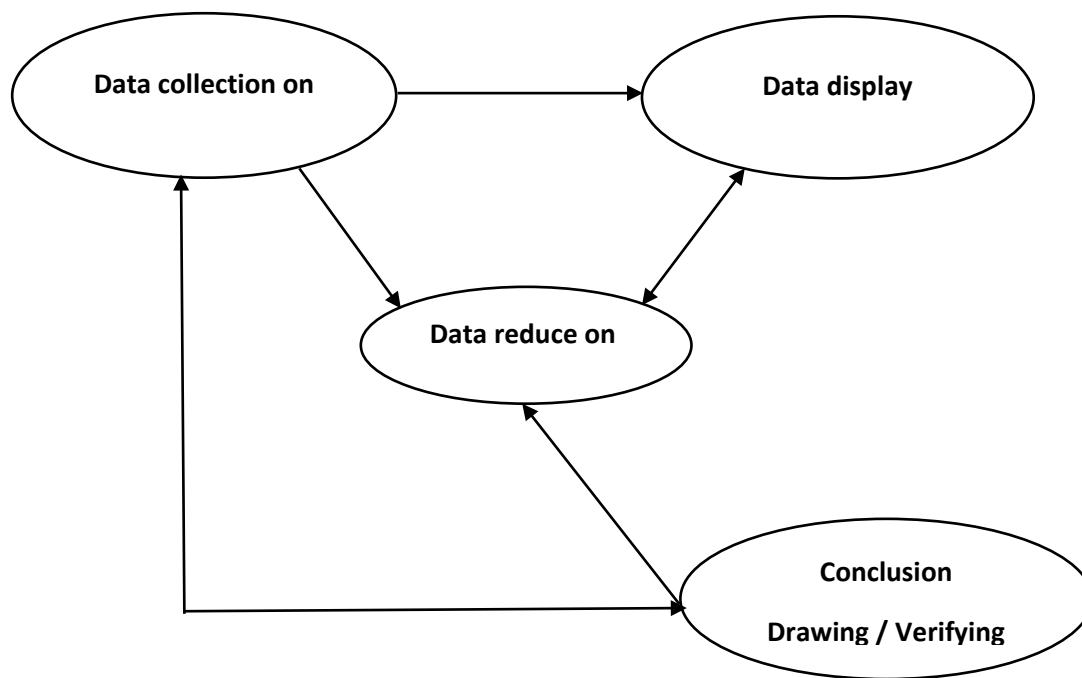 Data collection on
Data display
Data reduce on
Conclusion
Drawing / Verifying